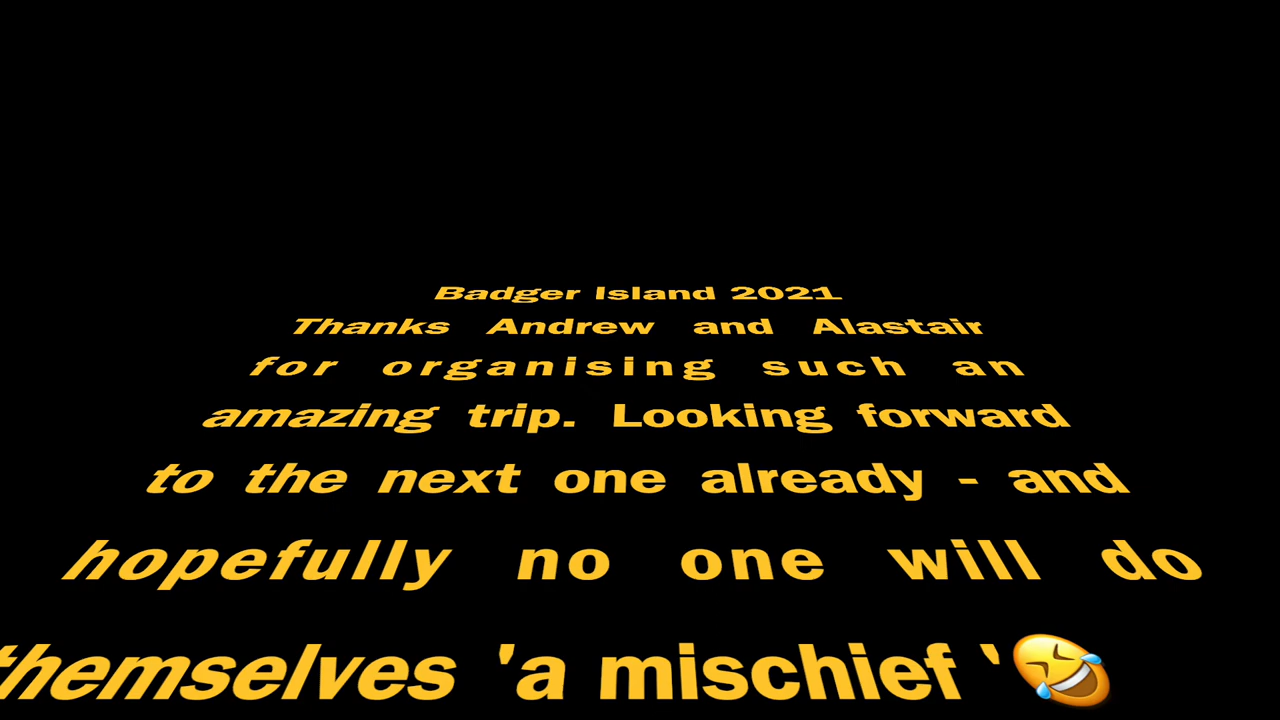 Badger Island 2021
Thanks Andrew and Alastair
for organising such an
amazing trip. Looking forward
to the next one already - and
hopefully no one will do
themselves 'a mischief '🤣